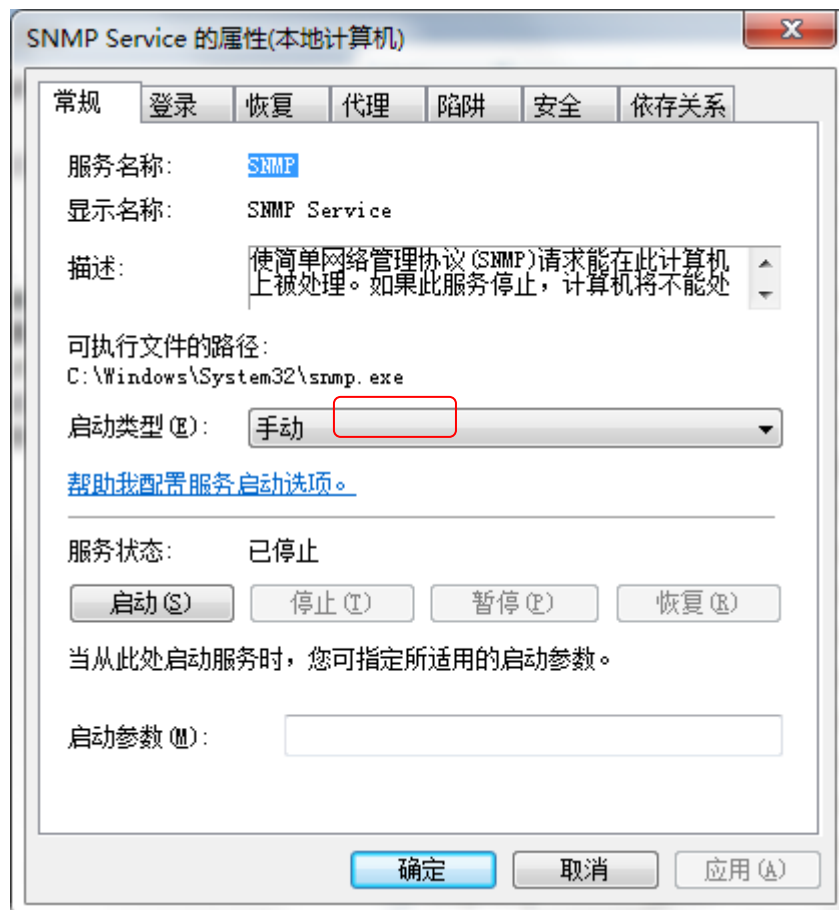 SNMP Service 的属性(本地计算机)
常规 登录 恢复 代理 陷阱 安全 依存关系
服务名称: SNMP
显示名称: SNMP Service
描述: 使简单网络管理协议(SNMP)请求能在此计算机
上被处理。如果此服务停止，计算机将不能处
可执行文件的路径:
C:\Windows\System32\snmp.exe
启动类型(E): 手动
帮助我配置服务启动选项。
服务状态: 已停止
启动(S) 停止(T) 暂停(P) 恢复(R)
当从此处启动服务时，您可指定所适用的启动参数。
启动参数(M):
确定 取消 应用(A)